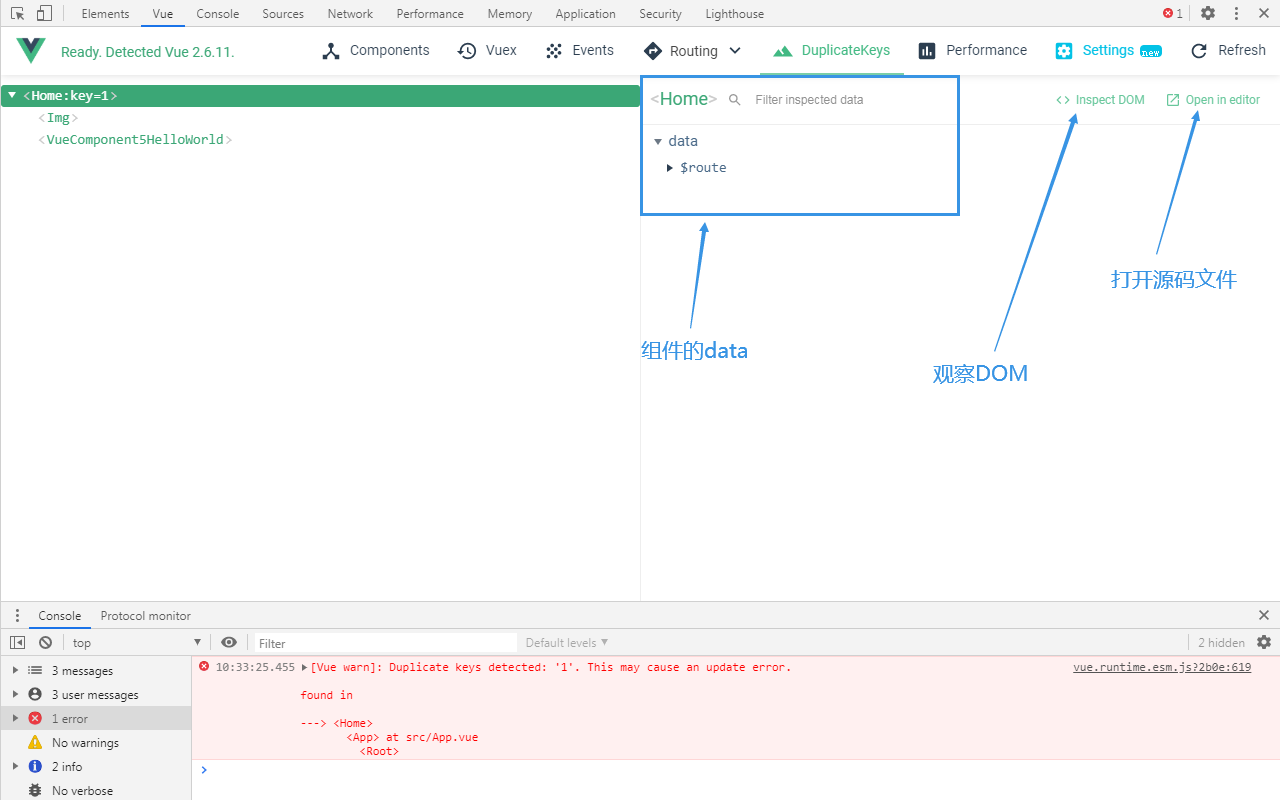 Elements Vue Console Sources Network Performance Memory Application Security Lighthouse 1
Ready. Detected Vue 2.6.11. Components Vuex Events Routing DuplicateKeys Performance Settings new Refresh
<Home:key=1>
<Img>
<VueComponent5HelloWorld>
<Home> Filter inspected data Inspect DOM Open in editor
data
$route
打开源码文件
组件的data
观察DOM
Console Protocol monitor
top Filter Default levels 2 hidden
3 messages
3 user messages
1 error
No warnings
2 info
No verbose
10:33:25.455 [Vue warn]: Duplicate keys detected: '1'. This may cause an update error. vue.runtime.esm.js?2b0e:619
found in
---> <Home>
<App> at src/App.vue
<Root>